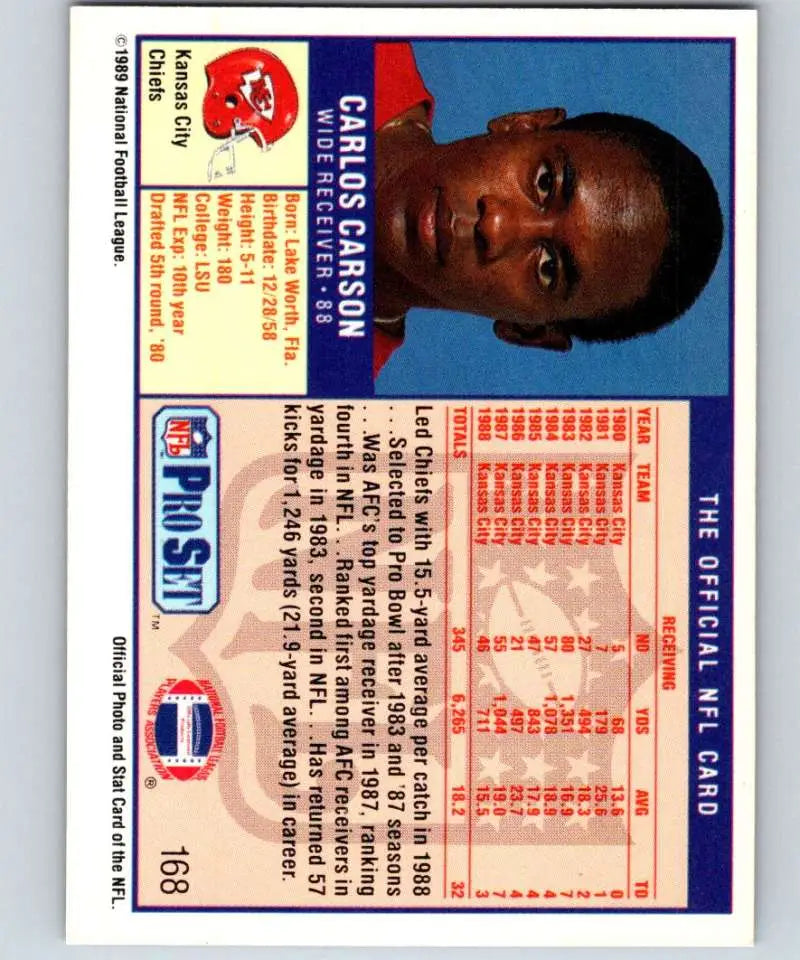 THE OFFICIAL NFL CARD
CARLOS CARSON
WIDE RECEIVER • 88
Kansas City
Chiefs
Born: Lake Worth, Fla.
Birthdate: 12/28/58
Height: 5-11
Weight: 180
College: LSU
NFL Exp: 10th year
Drafted 5th round, '80
RECEIVING
YEAR TEAM NO YDS AVG TD
1980 Kansas City 5 68 13.6 0
1981 Kansas City 7 179 25.6 1
1982 Kansas City 27 494 18.3 2
1983 Kansas City 80 1,351 16.9 7
1984 Kansas City 57 1,078 18.9 4
1985 Kansas City 47 843 17.9 4
1986 Kansas City 21 497 23.7 4
1987 Kansas City 55 1,044 19.0 7
1988 Kansas City 46 711 15.5 3
TOTALS 345 6,265 18.2 32
Led Chiefs with 15.5-yard average per catch in 1988
. . .Selected to Pro Bowl after 1983 and '87 seasons
. . .Was AFC's top yardage receiver in 1987, ranking
fourth in NFL. . .Ranked first among AFC receivers in
yardage in 1983, second in NFL. . .Has returned 57
kicks for 1,246 yards (21.9-yard average) in career.
NFL PRO SET ™
NATIONAL FOOTBALL LEAGUE
PLAYERS ASSOCIATION ®
168
©1989 National Football League.
Official Photo and Stat Card of the NFL.